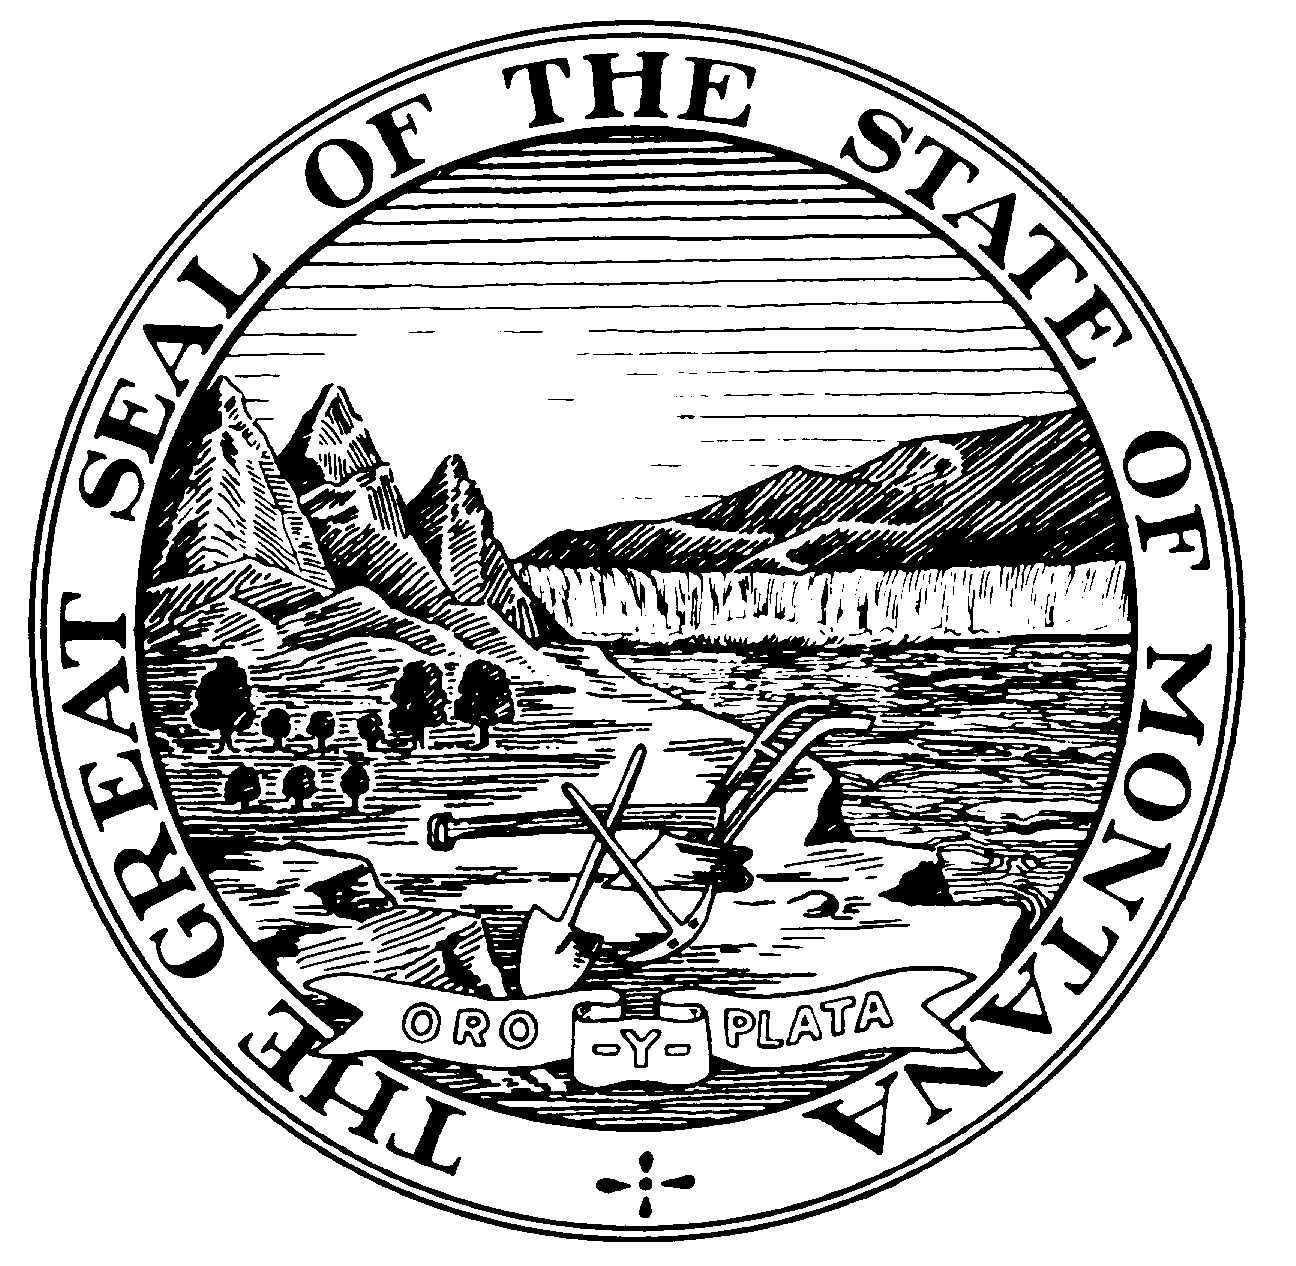 THE GREAT SEAL OF THE STATE OF MONTANA
ORO -Y- PLATA